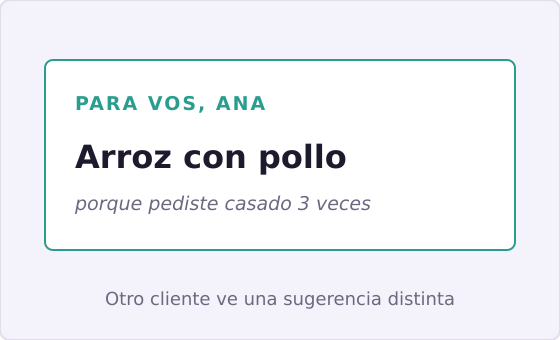 PARA VOS, ANA
Arroz con pollo
porque pediste casado 3 veces
Otro cliente ve una sugerencia distinta